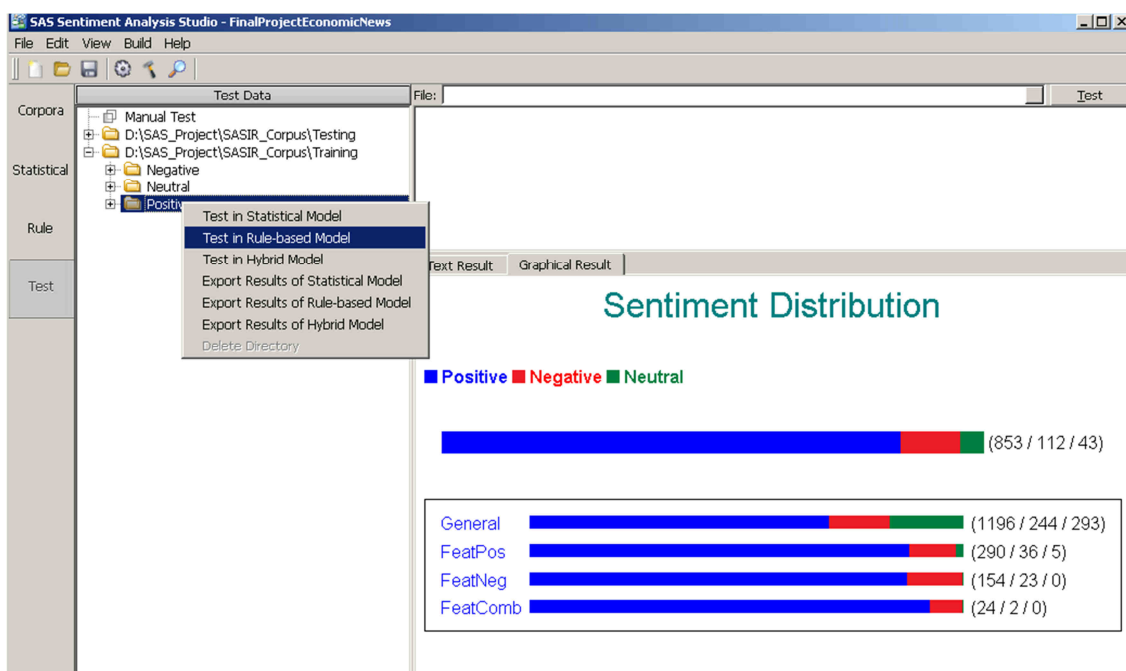 SAS Sentiment Analysis Studio - FinalProjectEconomicNews
File Edit View Build Help
Test Data
File:
Test
Corpora
Statistical
Rule
Test
Manual Test
D:\SAS_Project\SASIR_Corpus\Testing
D:\SAS_Project\SASIR_Corpus\Training
Negative
Neutral
Test in Statistical Model
Test in Rule-based Model
Test in Hybrid Model
Export Results of Statistical Model
Export Results of Rule-based Model
Export Results of Hybrid Model
Delete Directory
Text Result Graphical Result
Sentiment Distribution
Positive Negative Neutral
(853 / 112 / 43)
General (1196 / 244 / 293)
FeatPos (290 / 36 / 5)
FeatNeg (154 / 23 / 0)
FeatComb (24 / 2 / 0)